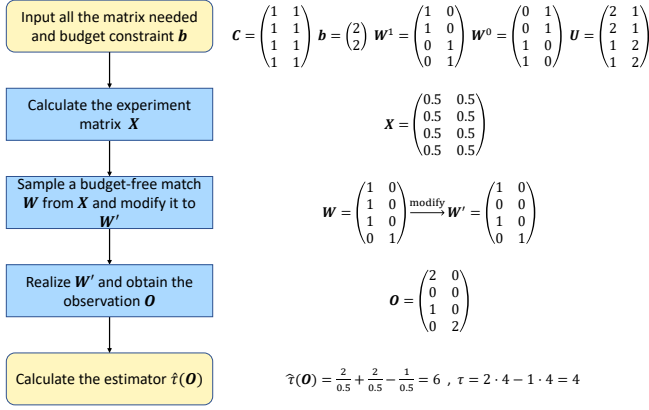 Input all the matrix needed
and budget constraint b
C = (1 1 1 1 1 1 1 1) b = (2 2) W¹ = (1 0 1 0 0 1 0 1) W⁰ = (0 1 0 1 1 0 1 0) U = (2 1 2 1 1 2 1 2)
Calculate the experiment
matrix X
X = (0.5 0.5 0.5 0.5 0.5 0.5 0.5 0.5)
Sample a budget-free match
W from X and modify it to
W′
W = (1 0 1 0 1 0 0 1) modify → W′ = (1 0 0 0 1 0 0 1)
Realize W′ and obtain the
observation O
O = (2 0 0 0 1 0 0 2)
Calculate the estimator τ̂(O)
τ̂(O) = 2/0.5 + 2/0.5 − 1/0.5 = 6 , τ = 2 · 4 − 1 · 4 = 4